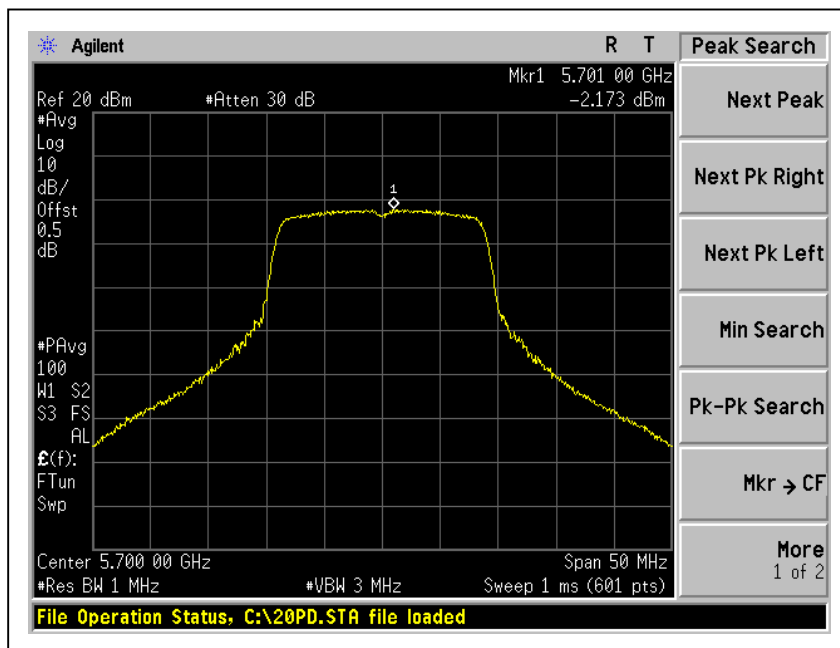 Agilent R T
Mkr1 5.701 00 GHz
Ref 20 dBm #Atten 30 dB -2.173 dBm
#Avg
Log
10
dB/
Offst
0.5
dB
1
#PAvg
100
W1 S2
S3 FS
AL
£(f):
FTun
Swp
Center 5.700 00 GHz Span 50 MHz
#Res BW 1 MHz #VBW 3 MHz Sweep 1 ms (601 pts)
File Operation Status, C:\20PD.STA file loaded
Peak Search
Next Peak
Next Pk Right
Next Pk Left
Min Search
Pk-Pk Search
Mkr → CF
More
1 of 2